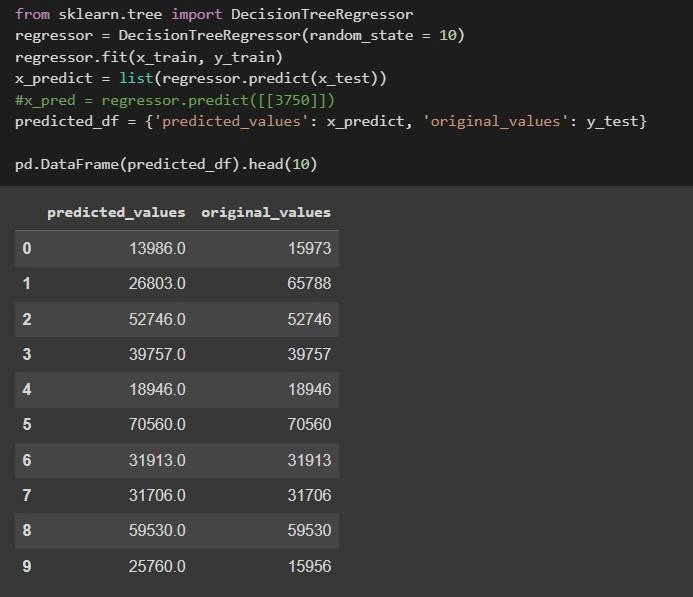 from sklearn.tree import DecisionTreeRegressor
regressor = DecisionTreeRegressor(random_state = 10)
regressor.fit(x_train, y_train)
x_predict = list(regressor.predict(x_test))
#x_pred = regressor.predict([[3750]])
predicted_df = {'predicted_values': x_predict, 'original_values': y_test}
pd.DataFrame(predicted_df).head(10)
predicted_values original_values
0 13986.0 15973
1 26803.0 65788
2 52746.0 52746
3 39757.0 39757
4 18946.0 18946
5 70560.0 70560
6 31913.0 31913
7 31706.0 31706
8 59530.0 59530
9 25760.0 15956